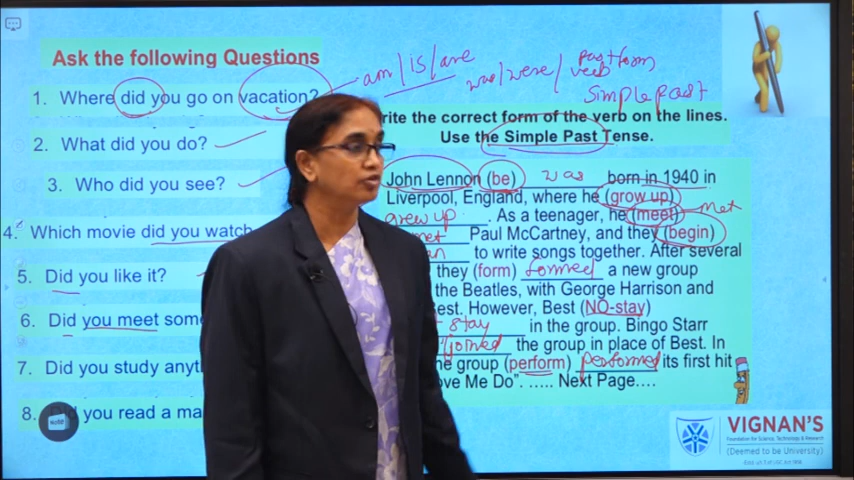 Ask the following Questions
1. Where did you go on vacation?
2. What did you do?
3. Who did you see?
4. Which movie did you watch
5. Did you like it?
6. Did you meet som
7. Did you study anyt
8. Did you read a ma
am/is/are
was/were/ past form verb
simple past
rite the correct form of the verb on the lines.
Use the Simple Past Tense.
John Lennon (be) was born in 1940 in
Liverpool, England, where he (grow up)
grew up . As a teenager, he (meet) met
met Paul McCartney, and they (begin)
an to write songs together. After several
they (form) formed a new group
the Beatles, with George Harrison and
est. However, Best (NO-stay)
t stay in the group. Bingo Starr
joined the group in place of Best. In
he group (perform) performed its first hit
ove Me Do”. ..... Next Page....
VIGNAN'S
Foundation for Science, Technology & Research
(Deemed to be University)